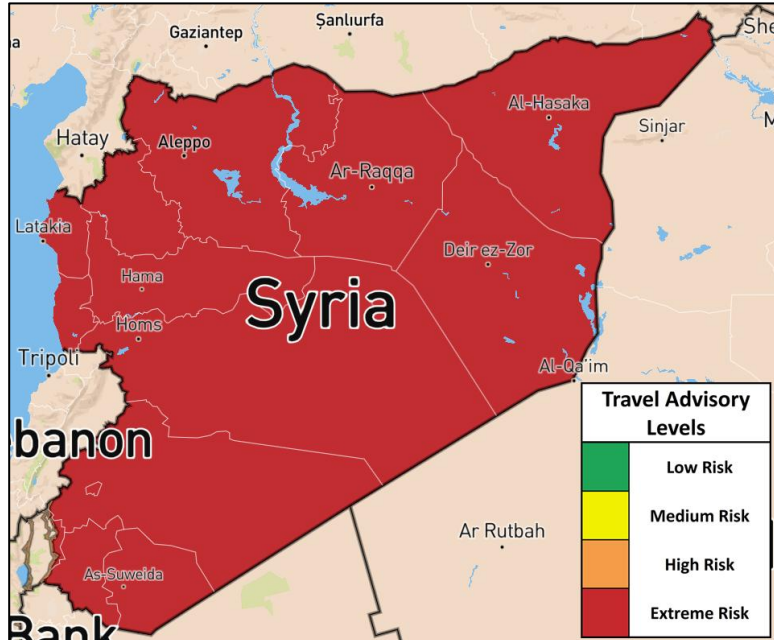 Gaziantep
Şanlıurfa
She
Al-Hasaka
Sinjar
Hatay
Aleppo
Ar-Raqqa
Latakia
Deir ez-Zor
Hama
Syria
Homs
Tripoli
Al-Qa'im
banon
Travel Advisory
Levels
Low Risk
Medium Risk
High Risk
Extreme Risk
Ar Rutbah
As-Suweida
Bank